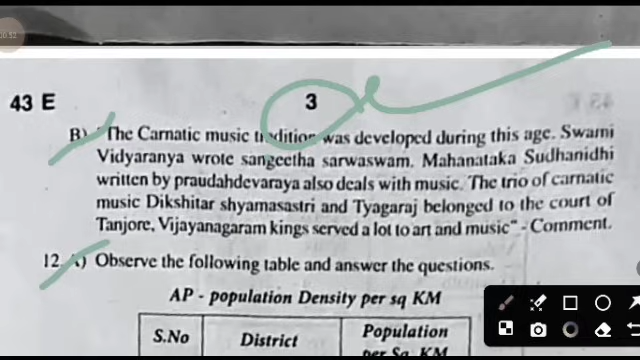 43 E
3
B) "The Carnatic music tradition was developed during this age. Swami
Vidyaranya wrote sangeetha sarwaswam. Mahanataka Sudhanidhi
written by praudahdevaraya also deals with music. The trio of carnatic
music Dikshitar shyamasastri and Tyagaraj belonged to the court of
Tanjore, Vijayanagaram kings served a lot to art and music" - Comment.
12. A) Observe the following table and answer the questions.
AP - population Density per sq KM
S.No District Population
per Sq. KM